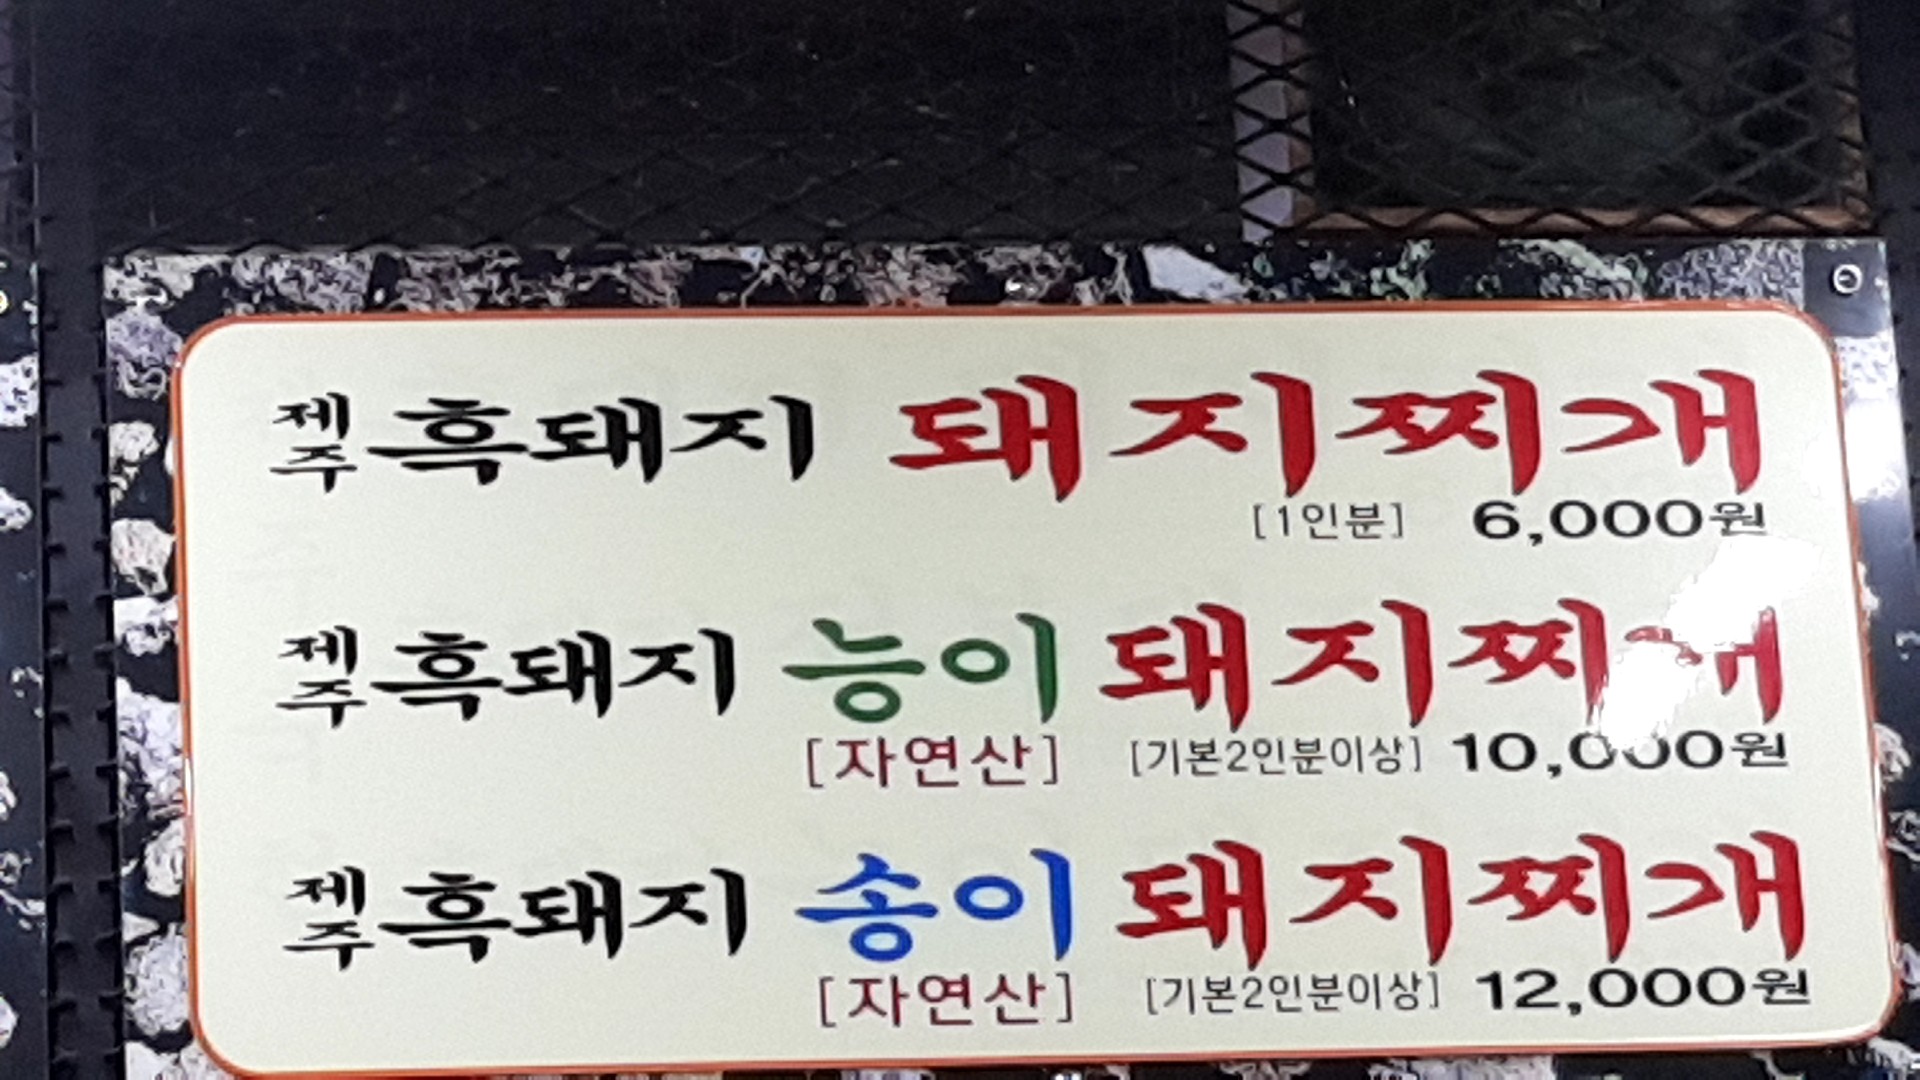 제주 흑돼지 돼지찌개
[1인분] 6,000원
제주 흑돼지 능이 돼지찌개
[자연산] [기본2인분이상] 10,000원
제주 흑돼지 송이 돼지찌개
[자연산] [기본2인분이상] 12,000원